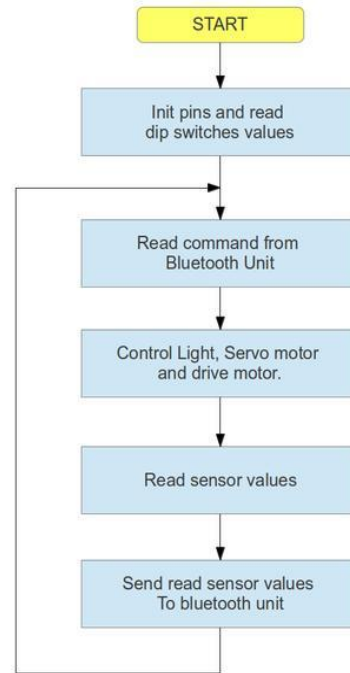 START
Init pins and read
dip switches values
Read command from
Bluetooth Unit
Control Light, Servo motor
and drive motor.
Read sensor values
Send read sensor values
To bluetooth unit